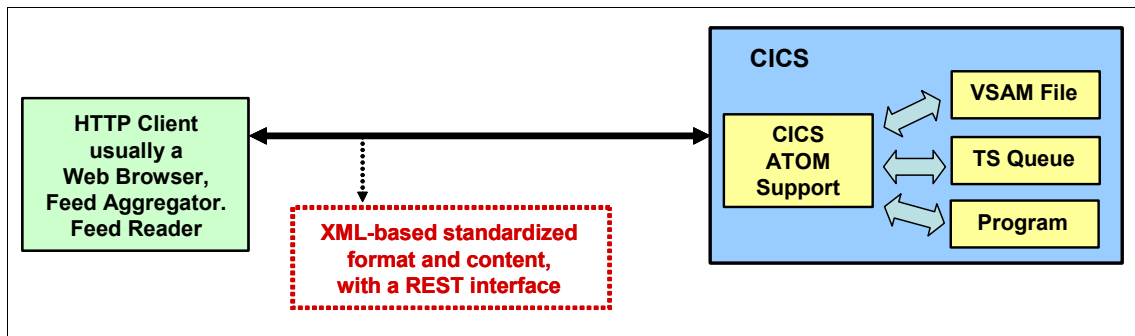 HTTP Client
usually a
Web Browser,
Feed Aggregator.
Feed Reader
XML-based standardized
format and content,
with a REST interface
CICS
CICS
ATOM
Support
VSAM File
TS Queue
Program